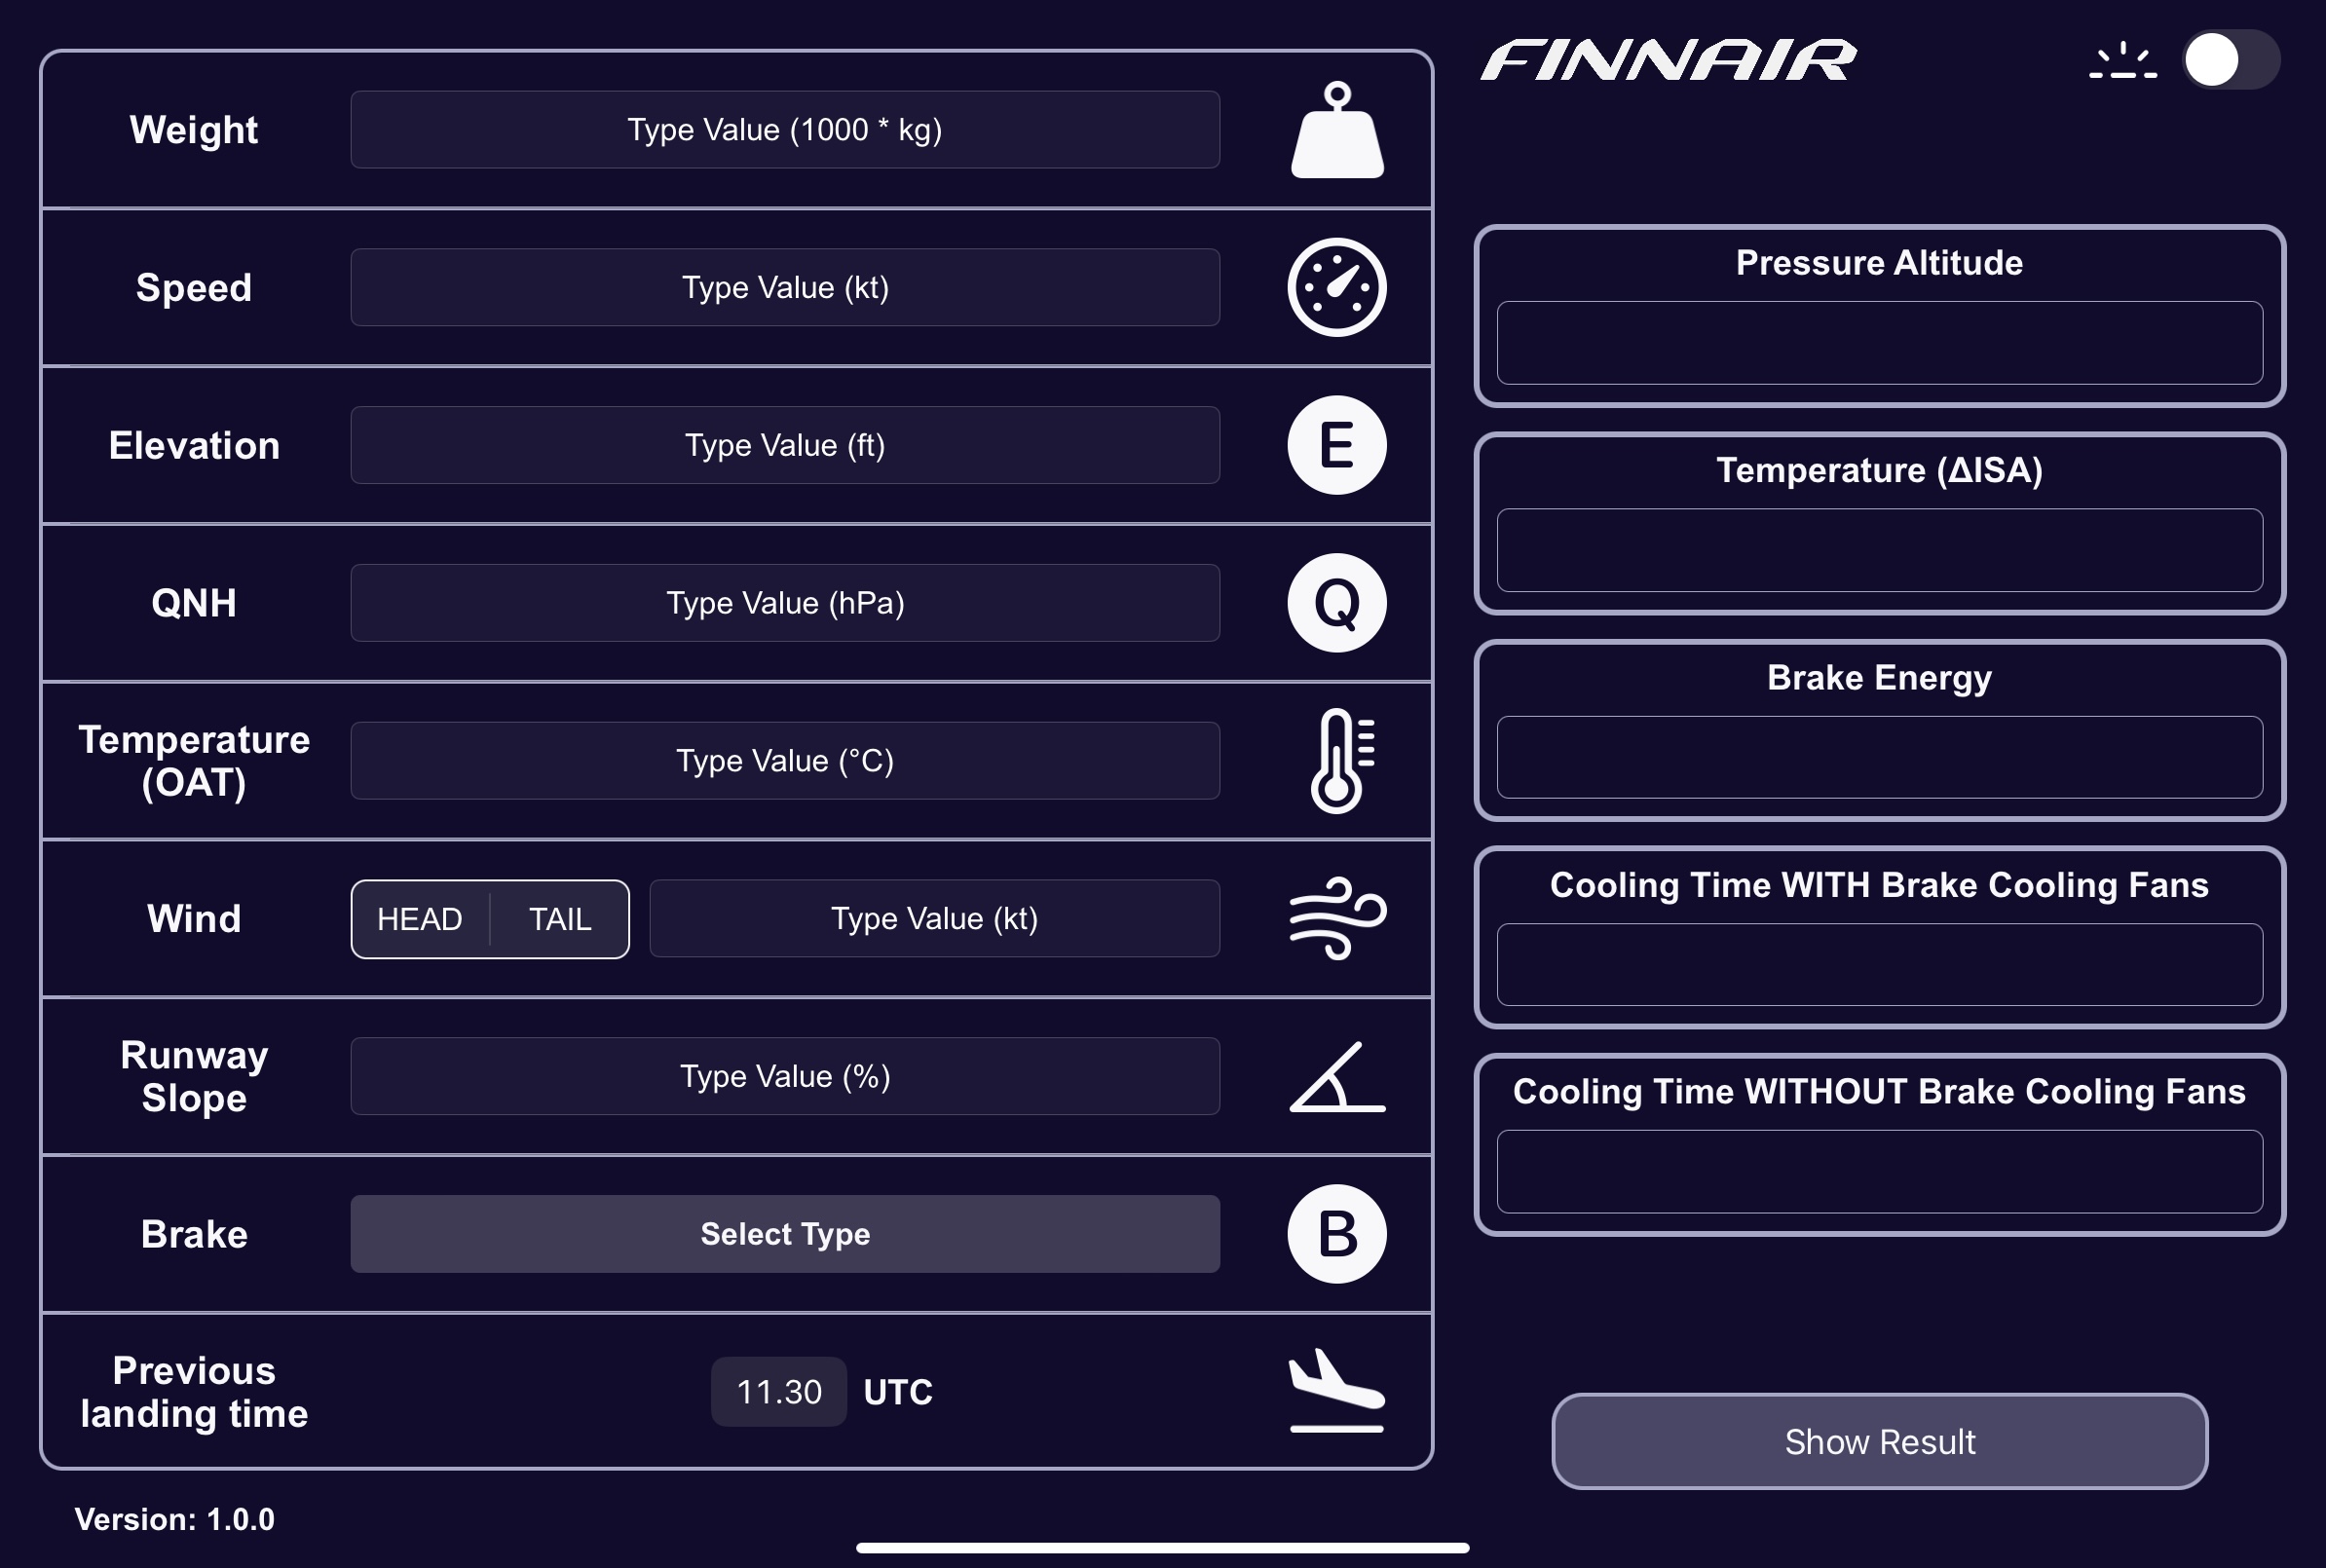 Weight
Type Value (1000 * kg)
Speed
Type Value (kt)
Elevation
Type Value (ft)
E
QNH
Type Value (hPa)
Q
Temperature
(OAT)
Type Value (°C)
Wind
HEAD
TAIL
Type Value (kt)
Runway
Slope
Type Value (%)
Brake
Select Type
B
Previous
landing time
11.30 UTC
Version: 1.0.0
FINNAIR
Pressure Altitude
Temperature (ΔISA)
Brake Energy
Cooling Time WITH Brake Cooling Fans
Cooling Time WITHOUT Brake Cooling Fans
Show Result